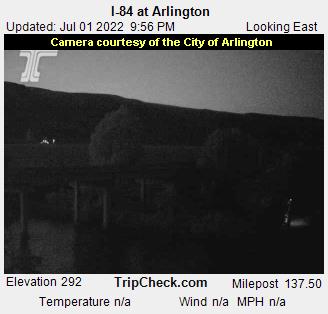 I-84 at Arlington
Updated: Jul 01 2022 9:56 PM Looking East
Camera courtesy of the City of Arlington
Elevation 292 TripCheck.com Milepost 137.50
Temperature n/a Wind n/a MPH n/a